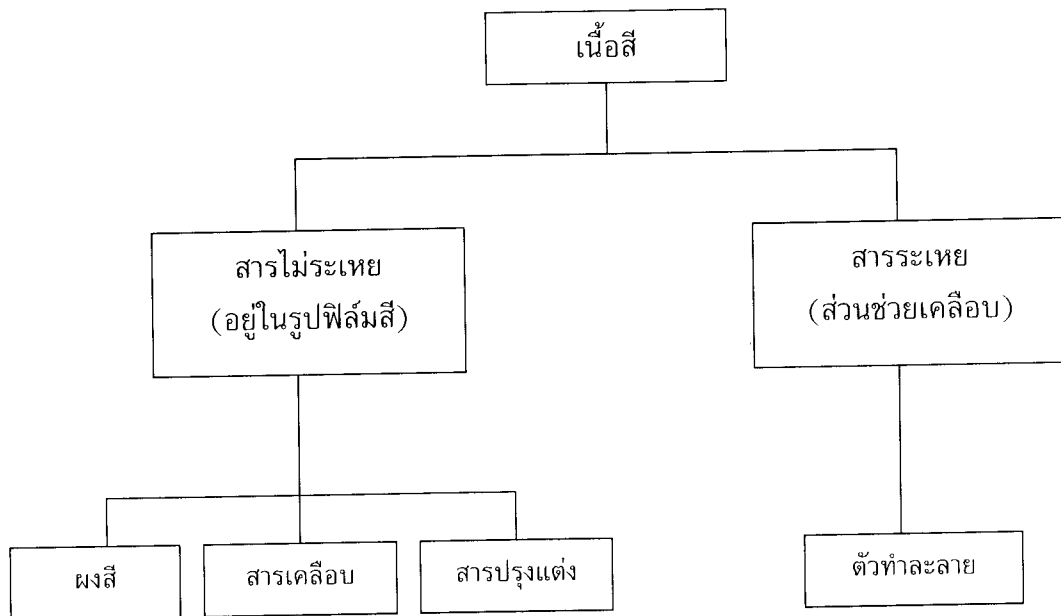 เนื้อสี
สารไม่ระเหย
(อยู่ในรูปฟิล์มสี)
สารระเหย
(ส่วนช่วยเคลือบ)
ผงสี
สารเคลือบ
สารปรุงแต่ง
ตัวทำละลาย